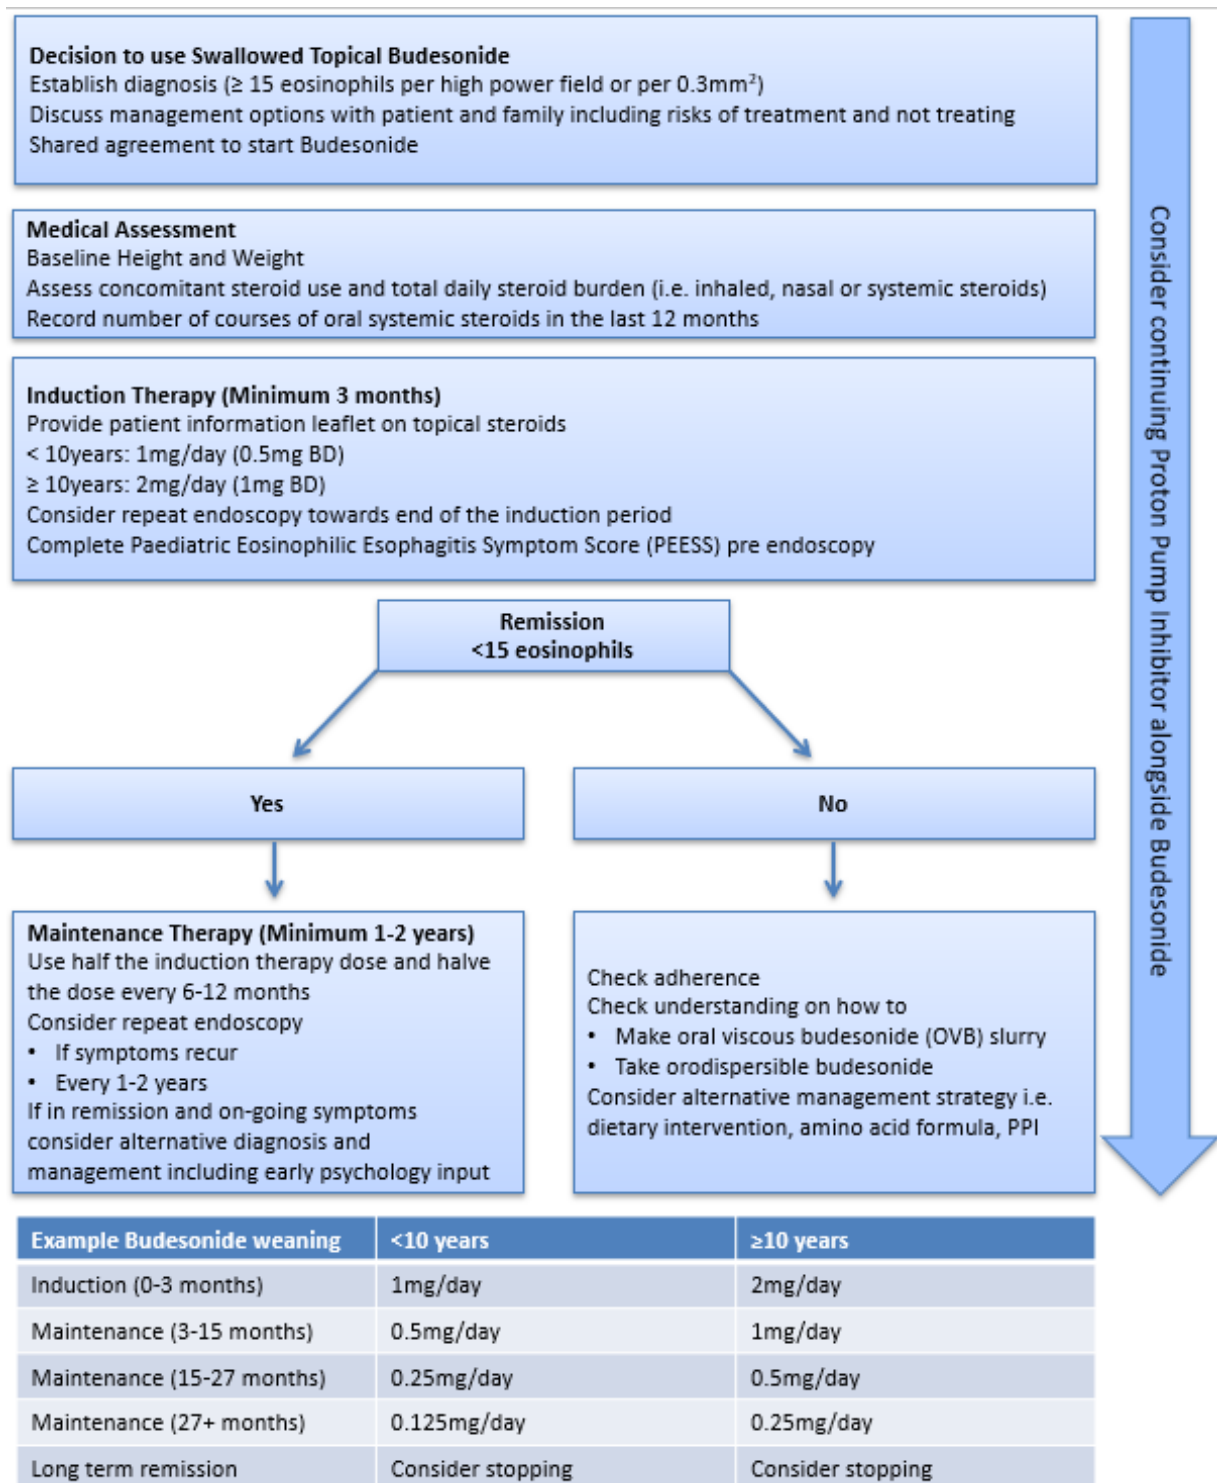 Decision to use Swallowed Topical Budesonide
Establish diagnosis (≥ 15 eosinophils per high power field or per 0.3mm²)
Discuss management options with patient and family including risks of treatment and not treating
Shared agreement to start Budesonide
Medical Assessment
Baseline Height and Weight
Assess concomitant steroid use and total daily steroid burden (i.e. inhaled, nasal or systemic steroids)
Record number of courses of oral systemic steroids in the last 12 months
Induction Therapy (Minimum 3 months)
Provide patient information leaflet on topical steroids
< 10years: 1mg/day (0.5mg BD)
≥ 10years: 2mg/day (1mg BD)
Consider repeat endoscopy towards end of the induction period
Complete Paediatric Eosinophilic Esophagitis Symptom Score (PEESS) pre endoscopy
Remission
<15 eosinophils
Yes
No
Maintenance Therapy (Minimum 1-2 years)
Use half the induction therapy dose and halve
the dose every 6-12 months
Consider repeat endoscopy
• If symptoms recur
• Every 1-2 years
If in remission and on-going symptoms
consider alternative diagnosis and
management including early psychology input
Check adherence
Check understanding on how to
• Make oral viscous budesonide (OVB) slurry
• Take orodispersible budesonide
Consider alternative management strategy i.e.
dietary intervention, amino acid formula, PPI
Consider continuing Proton Pump Inhibitor alongside Budesonide
Example Budesonide weaning <10 years ≥10 years
Induction (0-3 months) 1mg/day 2mg/day
Maintenance (3-15 months) 0.5mg/day 1mg/day
Maintenance (15-27 months) 0.25mg/day 0.5mg/day
Maintenance (27+ months) 0.125mg/day 0.25mg/day
Long term remission Consider stopping Consider stopping